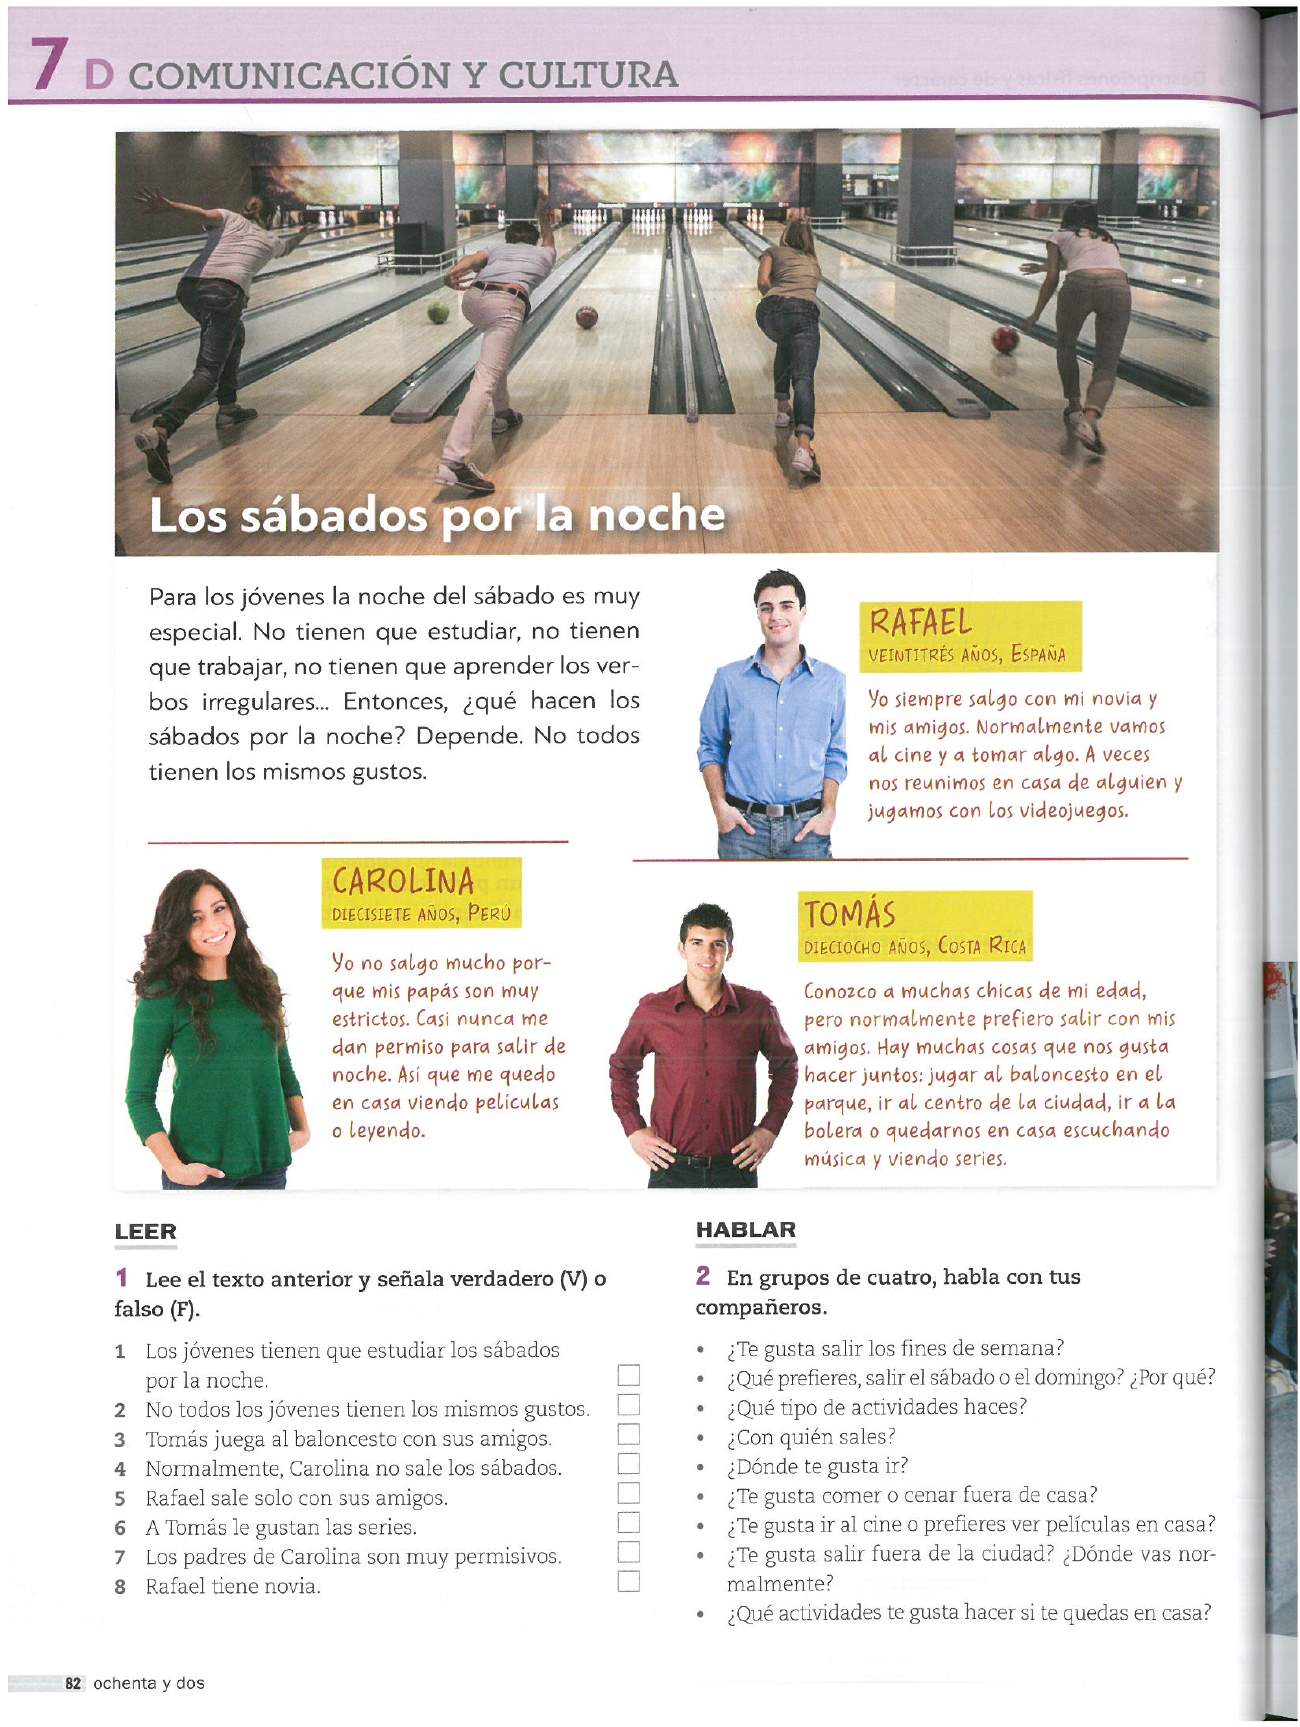 7 D COMUNICACIÓN Y CULTURA
Los sábados por la noche
Para los jóvenes la noche del sábado es muy
especial. No tienen que estudiar, no tienen
que trabajar, no tienen que aprender los ver-
bos irregulares... Entonces, ¿qué hacen los
sábados por la noche? Depende. No todos
tienen los mismos gustos.
RAFAEL
VEINTITRÉS AÑOS, ESPAÑA
Yo siempre salgo con mi novia y
mis amigos. Normalmente vamos
al cine y a tomar algo. A veces
nos reunimos en casa de alguien y
jugamos con los videojuegos.
CAROLINA
DIECISIETE AÑOS, PERÚ
Yo no salgo mucho por-
que mis papás son muy
estrictos. Casi nunca me
dan permiso para salir de
noche. Así que me quedo
en casa viendo películas
o leyendo.
TOMÁS
DIECIOCHO AÑOS, COSTA RICA
Conozco a muchas chicas de mi edad,
pero normalmente prefiero salir con mis
amigos. Hay muchas cosas que nos gusta
hacer juntos: jugar al baloncesto en el
parque, ir al centro de la ciudad, ir a la
bolera o quedarnos en casa escuchando
música y viendo series.
LEER
1 Lee el texto anterior y señala verdadero (V) o
falso (F).
1 Los jóvenes tienen que estudiar los sábados
por la noche.
2 No todos los jóvenes tienen los mismos gustos.
3 Tomás juega al baloncesto con sus amigos.
4 Normalmente, Carolina no sale los sábados.
5 Rafael sale solo con sus amigos.
6 A Tomás le gustan las series.
7 Los padres de Carolina son muy permisivos.
8 Rafael tiene novia.
HABLAR
2 En grupos de cuatro, habla con tus
compañeros.
• ¿Te gusta salir los fines de semana?
• ¿Qué prefieres, salir el sábado o el domingo? ¿Por qué?
• ¿Qué tipo de actividades haces?
• ¿Con quién sales?
• ¿Dónde te gusta ir?
• ¿Te gusta comer o cenar fuera de casa?
• ¿Te gusta ir al cine o prefieres ver películas en casa?
• ¿Te gusta salir fuera de la ciudad? ¿Dónde vas nor-
malmente?
• ¿Qué actividades te gusta hacer si te quedas en casa?
82 ochenta y dos